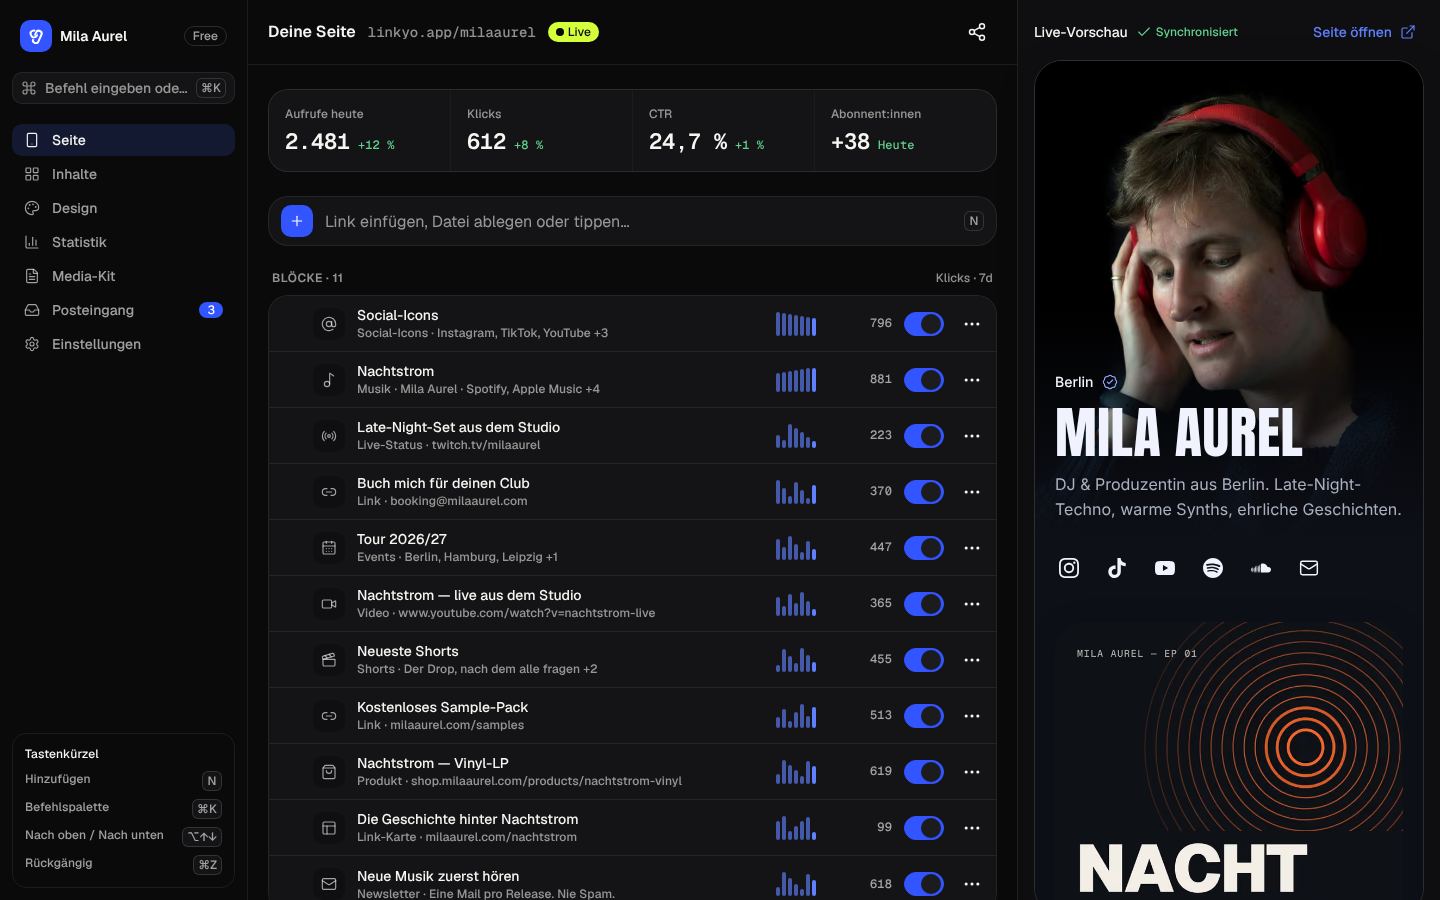 Mila Aurel
Free
Befehl eingeben ode…
⌘K
Seite
Inhalte
Design
Statistik
Media-Kit
Posteingang
3
Einstellungen
Tastenkürzel
Hinzufügen
N
Befehlspalette
⌘K
Nach oben / Nach unten
⌥↑↓
Rückgängig
⌘Z
Deine Seite
linkyo.app/milaaurel
Live
Aufrufe heute
2.481 +12 %
Klicks
612 +8 %
CTR
24,7 % +1 %
Abonnent:innen
+38 Heute
Link einfügen, Datei ablegen oder tippen…
N
BLÖCKE · 11
Klicks · 7d
Social-Icons
Social-Icons · Instagram, TikTok, YouTube +3
796
Nachtstrom
Musik · Mila Aurel · Spotify, Apple Music +4
881
Late-Night-Set aus dem Studio
Live-Status · twitch.tv/milaaurel
223
Buch mich für deinen Club
Link · booking@milaaurel.com
370
Tour 2026/27
Events · Berlin, Hamburg, Leipzig +1
447
Nachtstrom — live aus dem Studio
Video · www.youtube.com/watch?v=nachtstrom-live
365
Neueste Shorts
Shorts · Der Drop, nach dem alle fragen +2
455
Kostenloses Sample-Pack
Link · milaaurel.com/samples
513
Nachtstrom — Vinyl-LP
Produkt · shop.milaaurel.com/products/nachtstrom-vinyl
619
Die Geschichte hinter Nachtstrom
Link-Karte · milaaurel.com/nachtstrom
99
Neue Musik zuerst hören
Newsletter · Eine Mail pro Release. Nie Spam.
618
Live-Vorschau
Synchronisiert
Seite öffnen
Berlin
MILA AUREL
DJ & Produzentin aus Berlin. Late-Night-
Techno, warme Synths, ehrliche Geschichten.
MILA AUREL — EP 01
NACHT